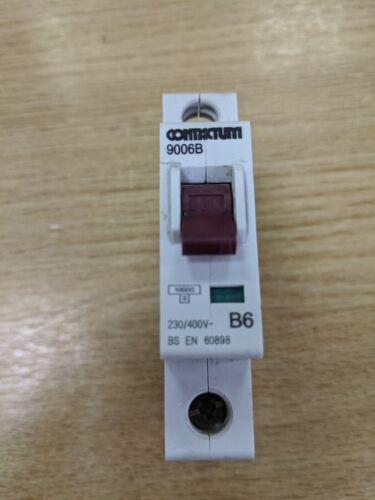 CONTACTUM
9006B
10000
3
230/400V~ B6
BS EN 60898